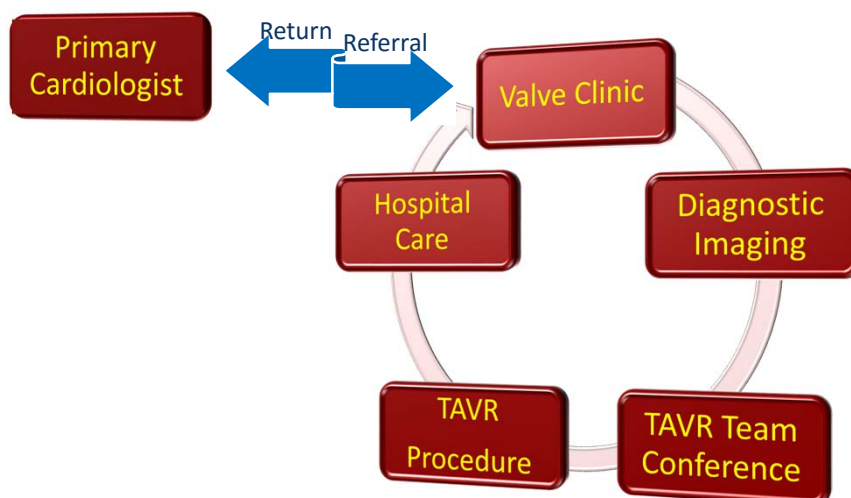 Return
Referral
Primary
Cardiologist
Valve Clinic
Hospital
Care
Diagnostic
Imaging
TAVR
Procedure
TAVR Team
Conference